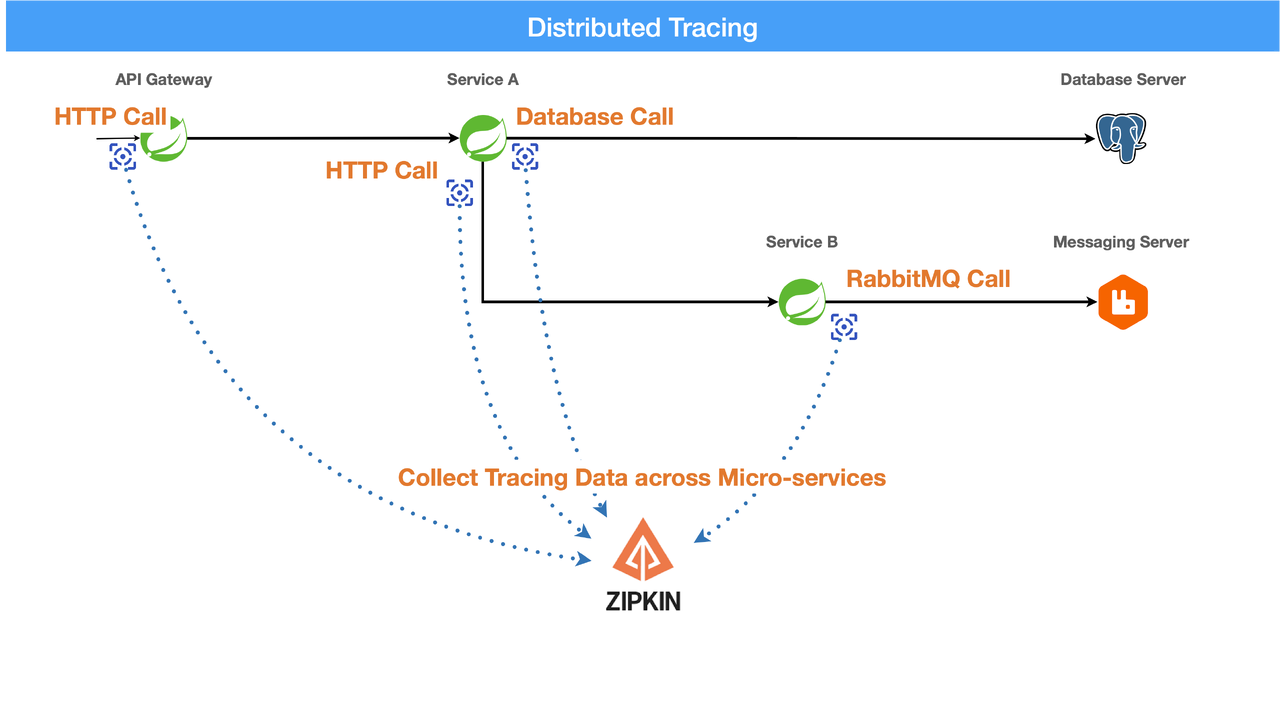 Distributed Tracing
API Gateway
Service A
Database Server
HTTP Call
Database Call
HTTP Call
Service B
Messaging Server
RabbitMQ Call
Collect Tracing Data across Micro-services
ZIPKIN